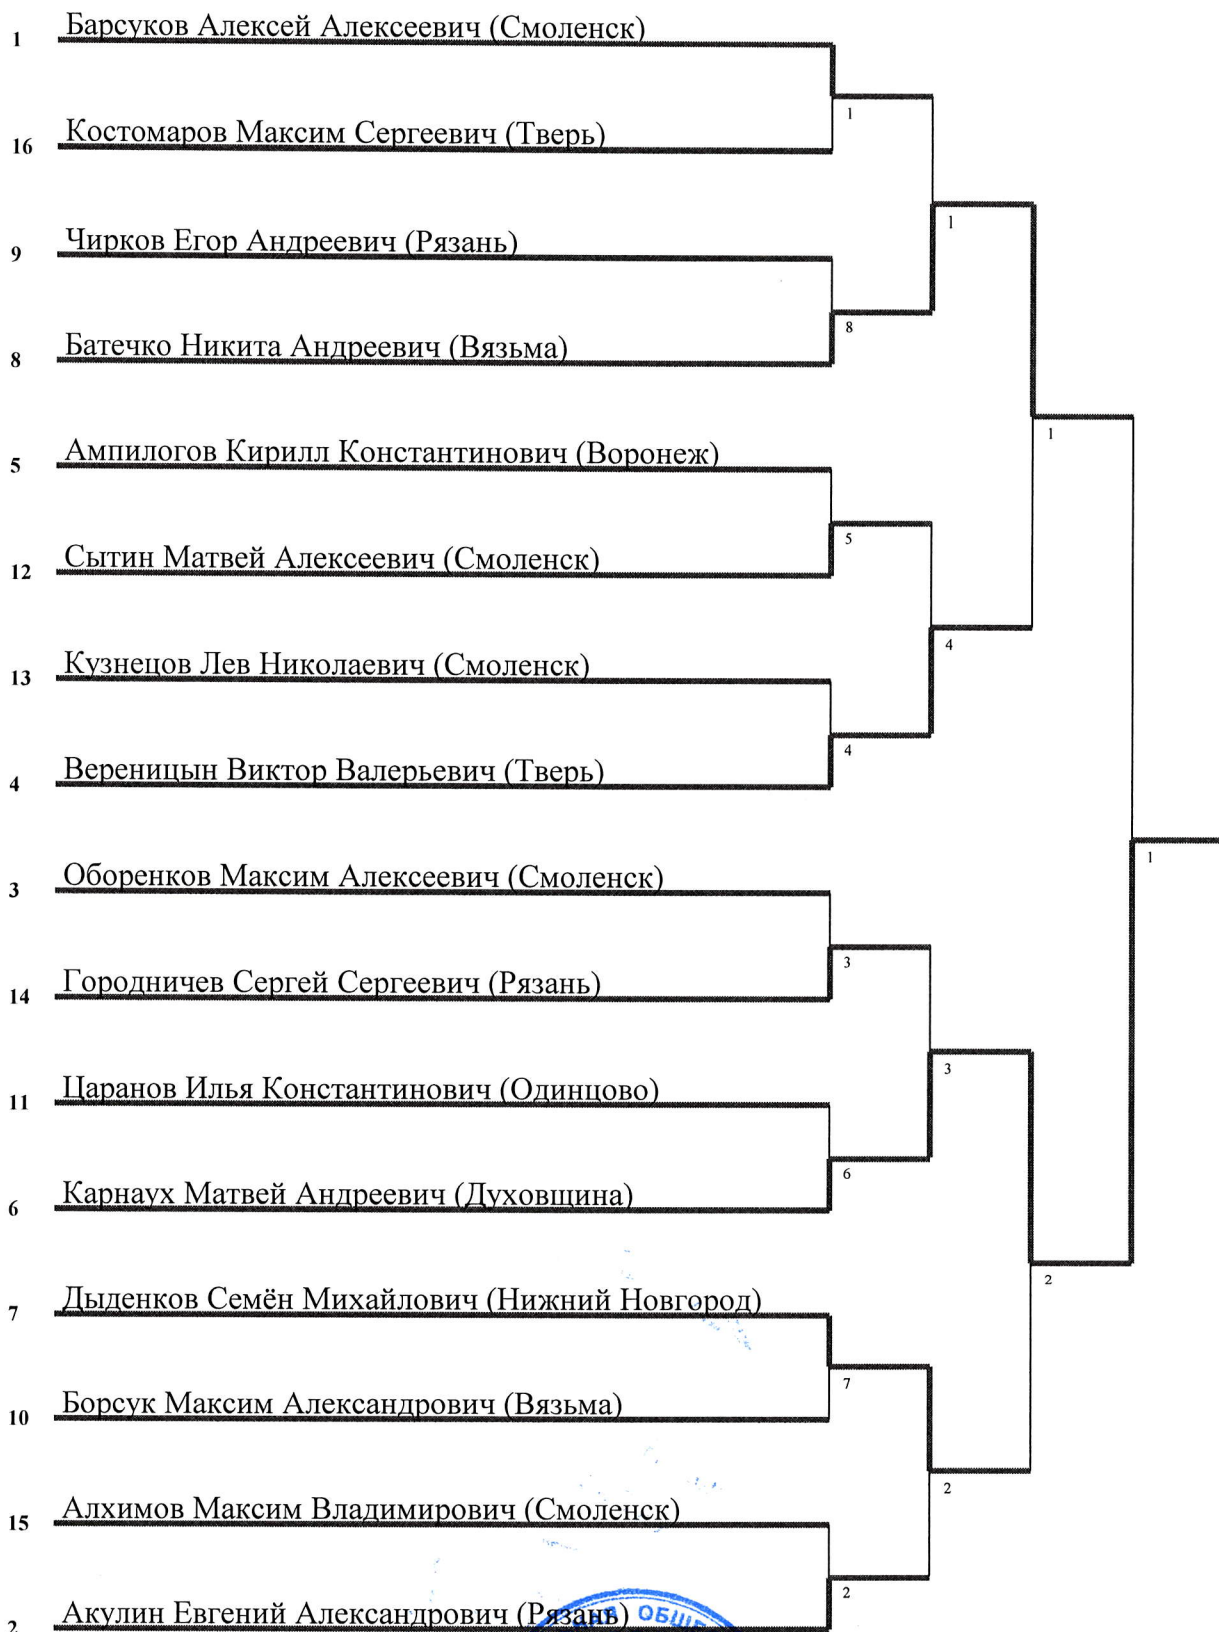 1 Барсуков Алексей Алексеевич (Смоленск)
1
16 Костомаров Максим Сергеевич (Тверь)
1
9 Чирков Егор Андреевич (Рязань)
8
8 Батечко Никита Андреевич (Вязьма)
1
5 Ампилогов Кирилл Константинович (Воронеж)
5
12 Сытин Матвей Алексеевич (Смоленск)
4
13 Кузнецов Лев Николаевич (Смоленск)
4
4 Вереницын Виктор Валерьевич (Тверь)
1
3 Оборенков Максим Алексеевич (Смоленск)
3
14 Городничев Сергей Сергеевич (Рязань)
3
11 Царанов Илья Константинович (Одинцово)
6
6 Карнаух Матвей Андреевич (Духовщина)
2
7 Дыденков Семён Михайлович (Нижний Новгород)
7
10 Борсук Максим Александрович (Вязьма)
2
15 Алхимов Максим Владимирович (Смоленск)
2
2 Акулин Евгений Александрович (Рязань)